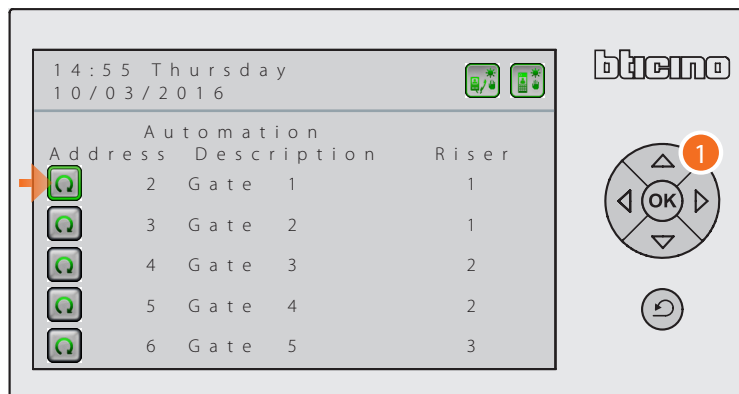 14:55 Thursday
10/03/2016
bticino
Automation
Address Description Riser
2 Gate 1 1
3 Gate 2 1
4 Gate 3 2
5 Gate 4 2
6 Gate 5 3
1
OK